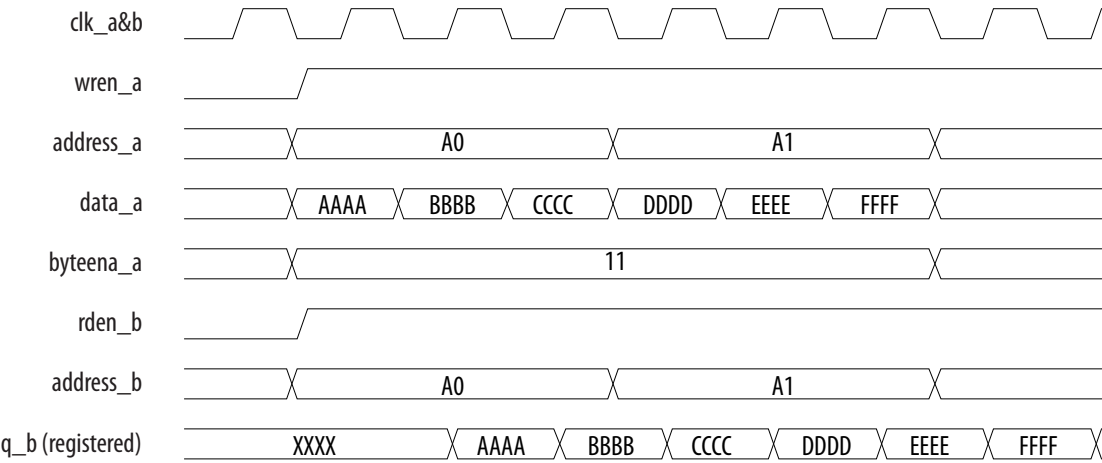 clk_a&b
wren_a
address_a A0 A1
data_a AAAA BBBB CCCC DDDD EEEE FFFF
byteena_a 11
rden_b
address_b A0 A1
q_b (registered) XXXX AAAA BBBB CCCC DDDD EEEE FFFF